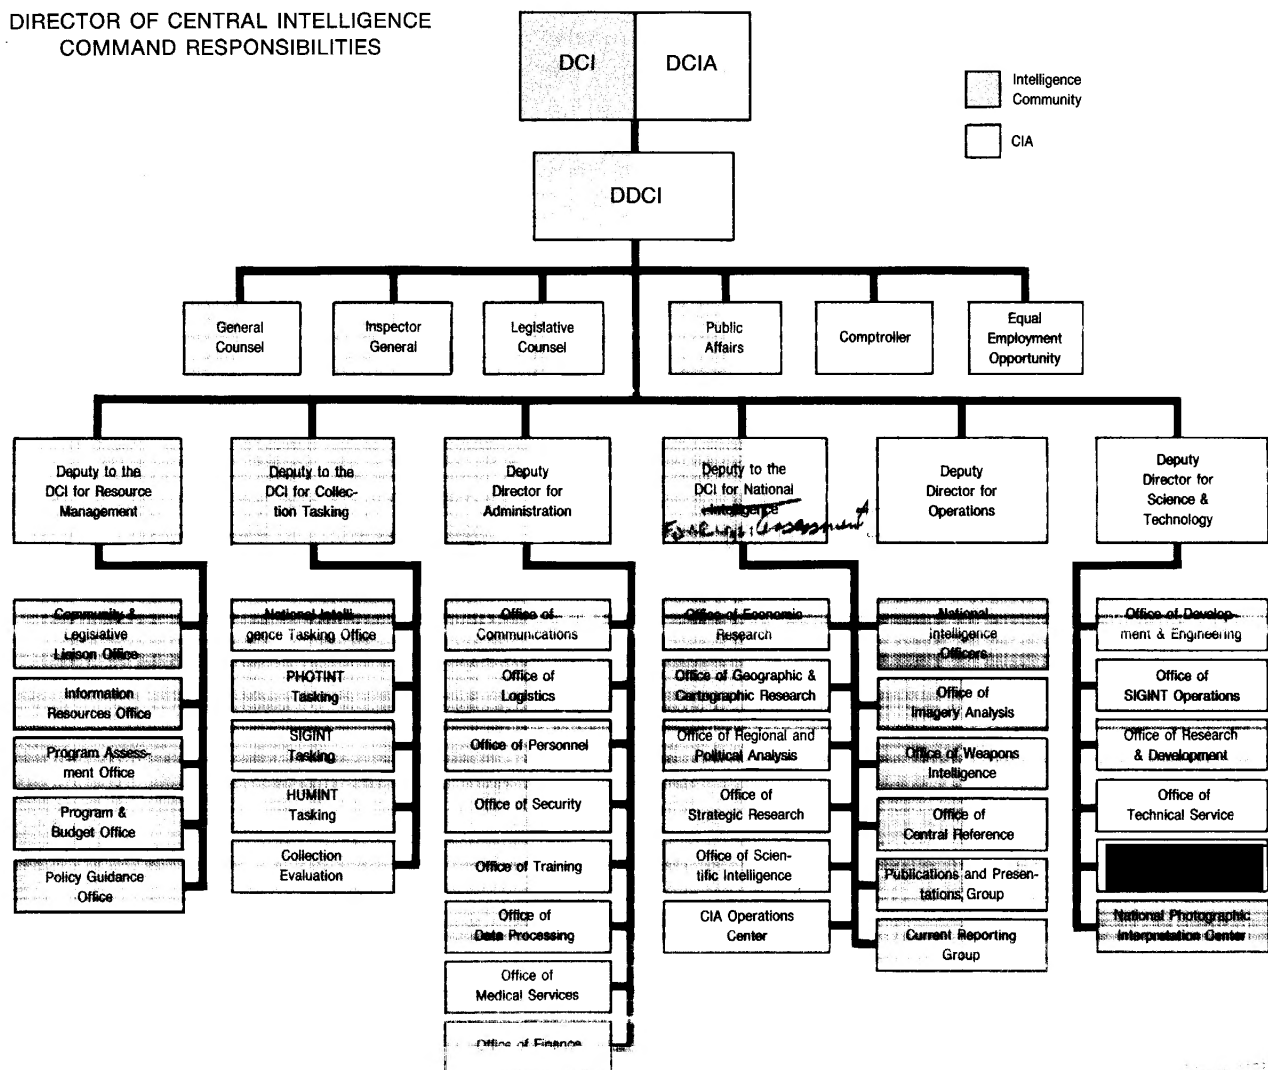 DIRECTOR OF CENTRAL INTELLIGENCE
COMMAND RESPONSIBILITIES
DCI
DCIA
Intelligence
Community
CIA
DDCI
General
Counsel
Inspector
General
Legislative
Counsel
Public
Affairs
Comptroller
Equal
Employment
Opportunity
Deputy to the
DCI for Resource
Management
Deputy to the
DCI for Collec-
tion Tasking
Deputy
Director for
Administration
Deputy to the
DCI for National
Intelligence
Assessment
Deputy
Director for
Operations
Deputy
Director for
Science &
Technology
Community &
Legislative
Liaison Office
Information
Resources Office
Program Assess-
ment Office
Program &
Budget Office
Policy Guidance
Office
National Intelli-
gence Tasking Office
PHOTINT
Tasking
SIGINT
Tasking
HUMINT
Tasking
Collection
Evaluation
Office of
Communications
Office of
Logistics
Office of Personnel
Office of Security
Office of Training
Office of
Data Processing
Office of
Medical Services
Office of Finance
Office of Economic
Research
Office of Geographic &
Cartographic Research
Office of Regional and
Political Analysis
Office of
Strategic Research
Office of Scien-
tific Intelligence
CIA Operations
Center
National
Intelligence
Officers
Office of
Imagery Analysis
Office of Weapons
Intelligence
Office of
Central Reference
Publications and Presen-
tations Group
Current Reporting
Group
Office of Develop-
ment & Engineering
Office of
SIGINT Operations
Office of Research
& Development
Office of
Technical Service
National Photographic
Interpretation Center